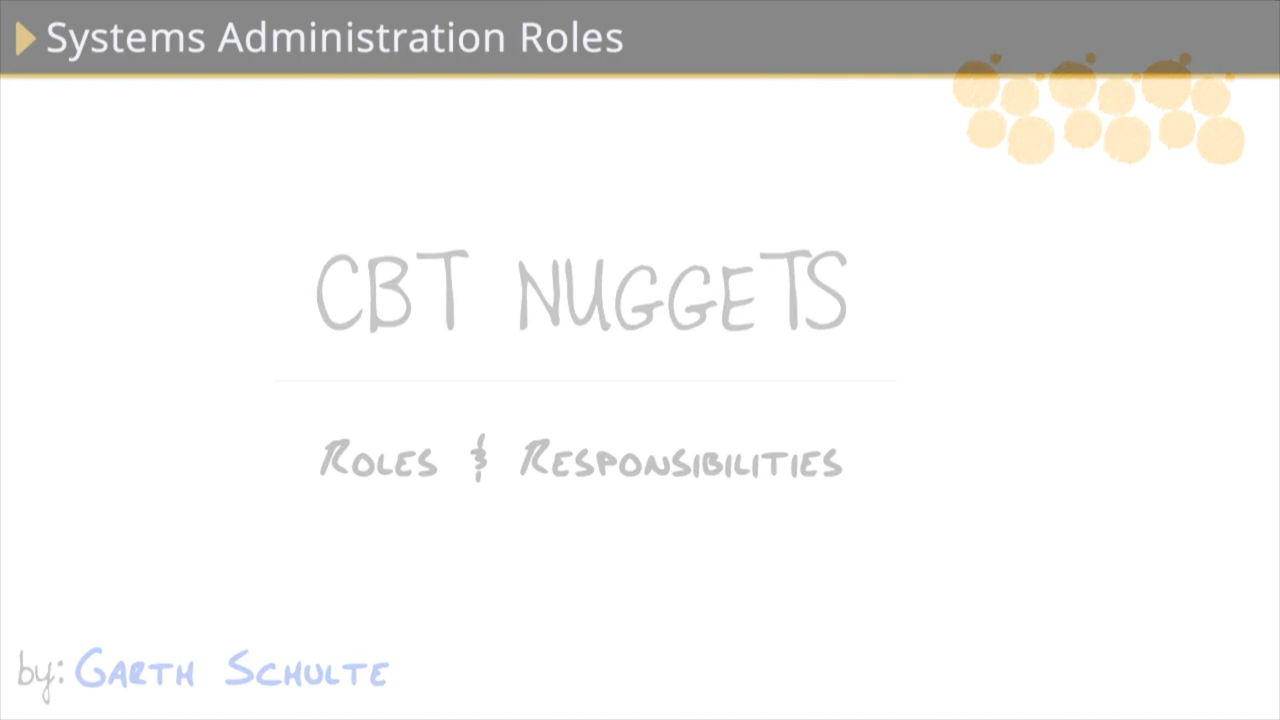 Systems Administration Roles
CBT NUGGETS
ROLES & RESPONSIBILITIES
by: GARTH SCHULTE